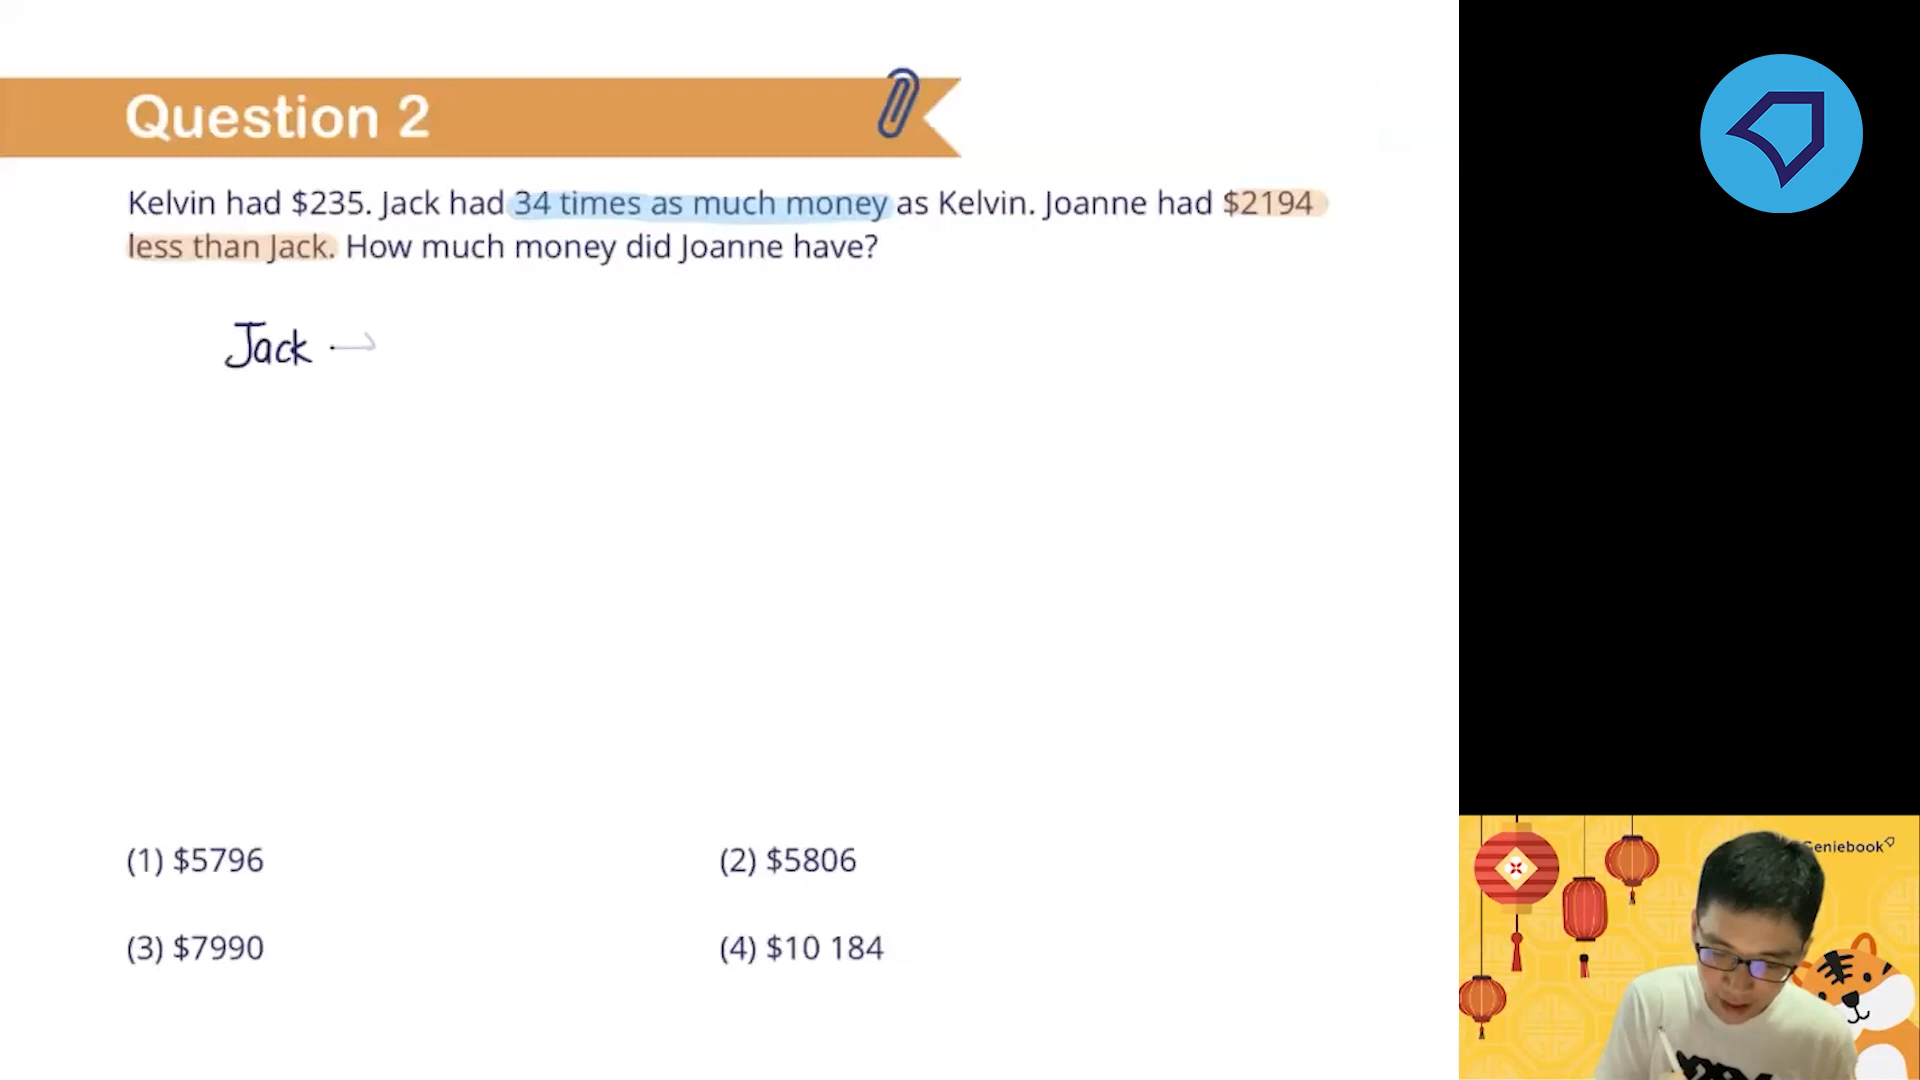 Question 2
Kelvin had $235. Jack had 34 times as much money as Kelvin. Joanne had $2194
less than Jack. How much money did Joanne have?
Jack →
(1) $5796
(2) $5806
(3) $7990
(4) $10 184
Geniebook